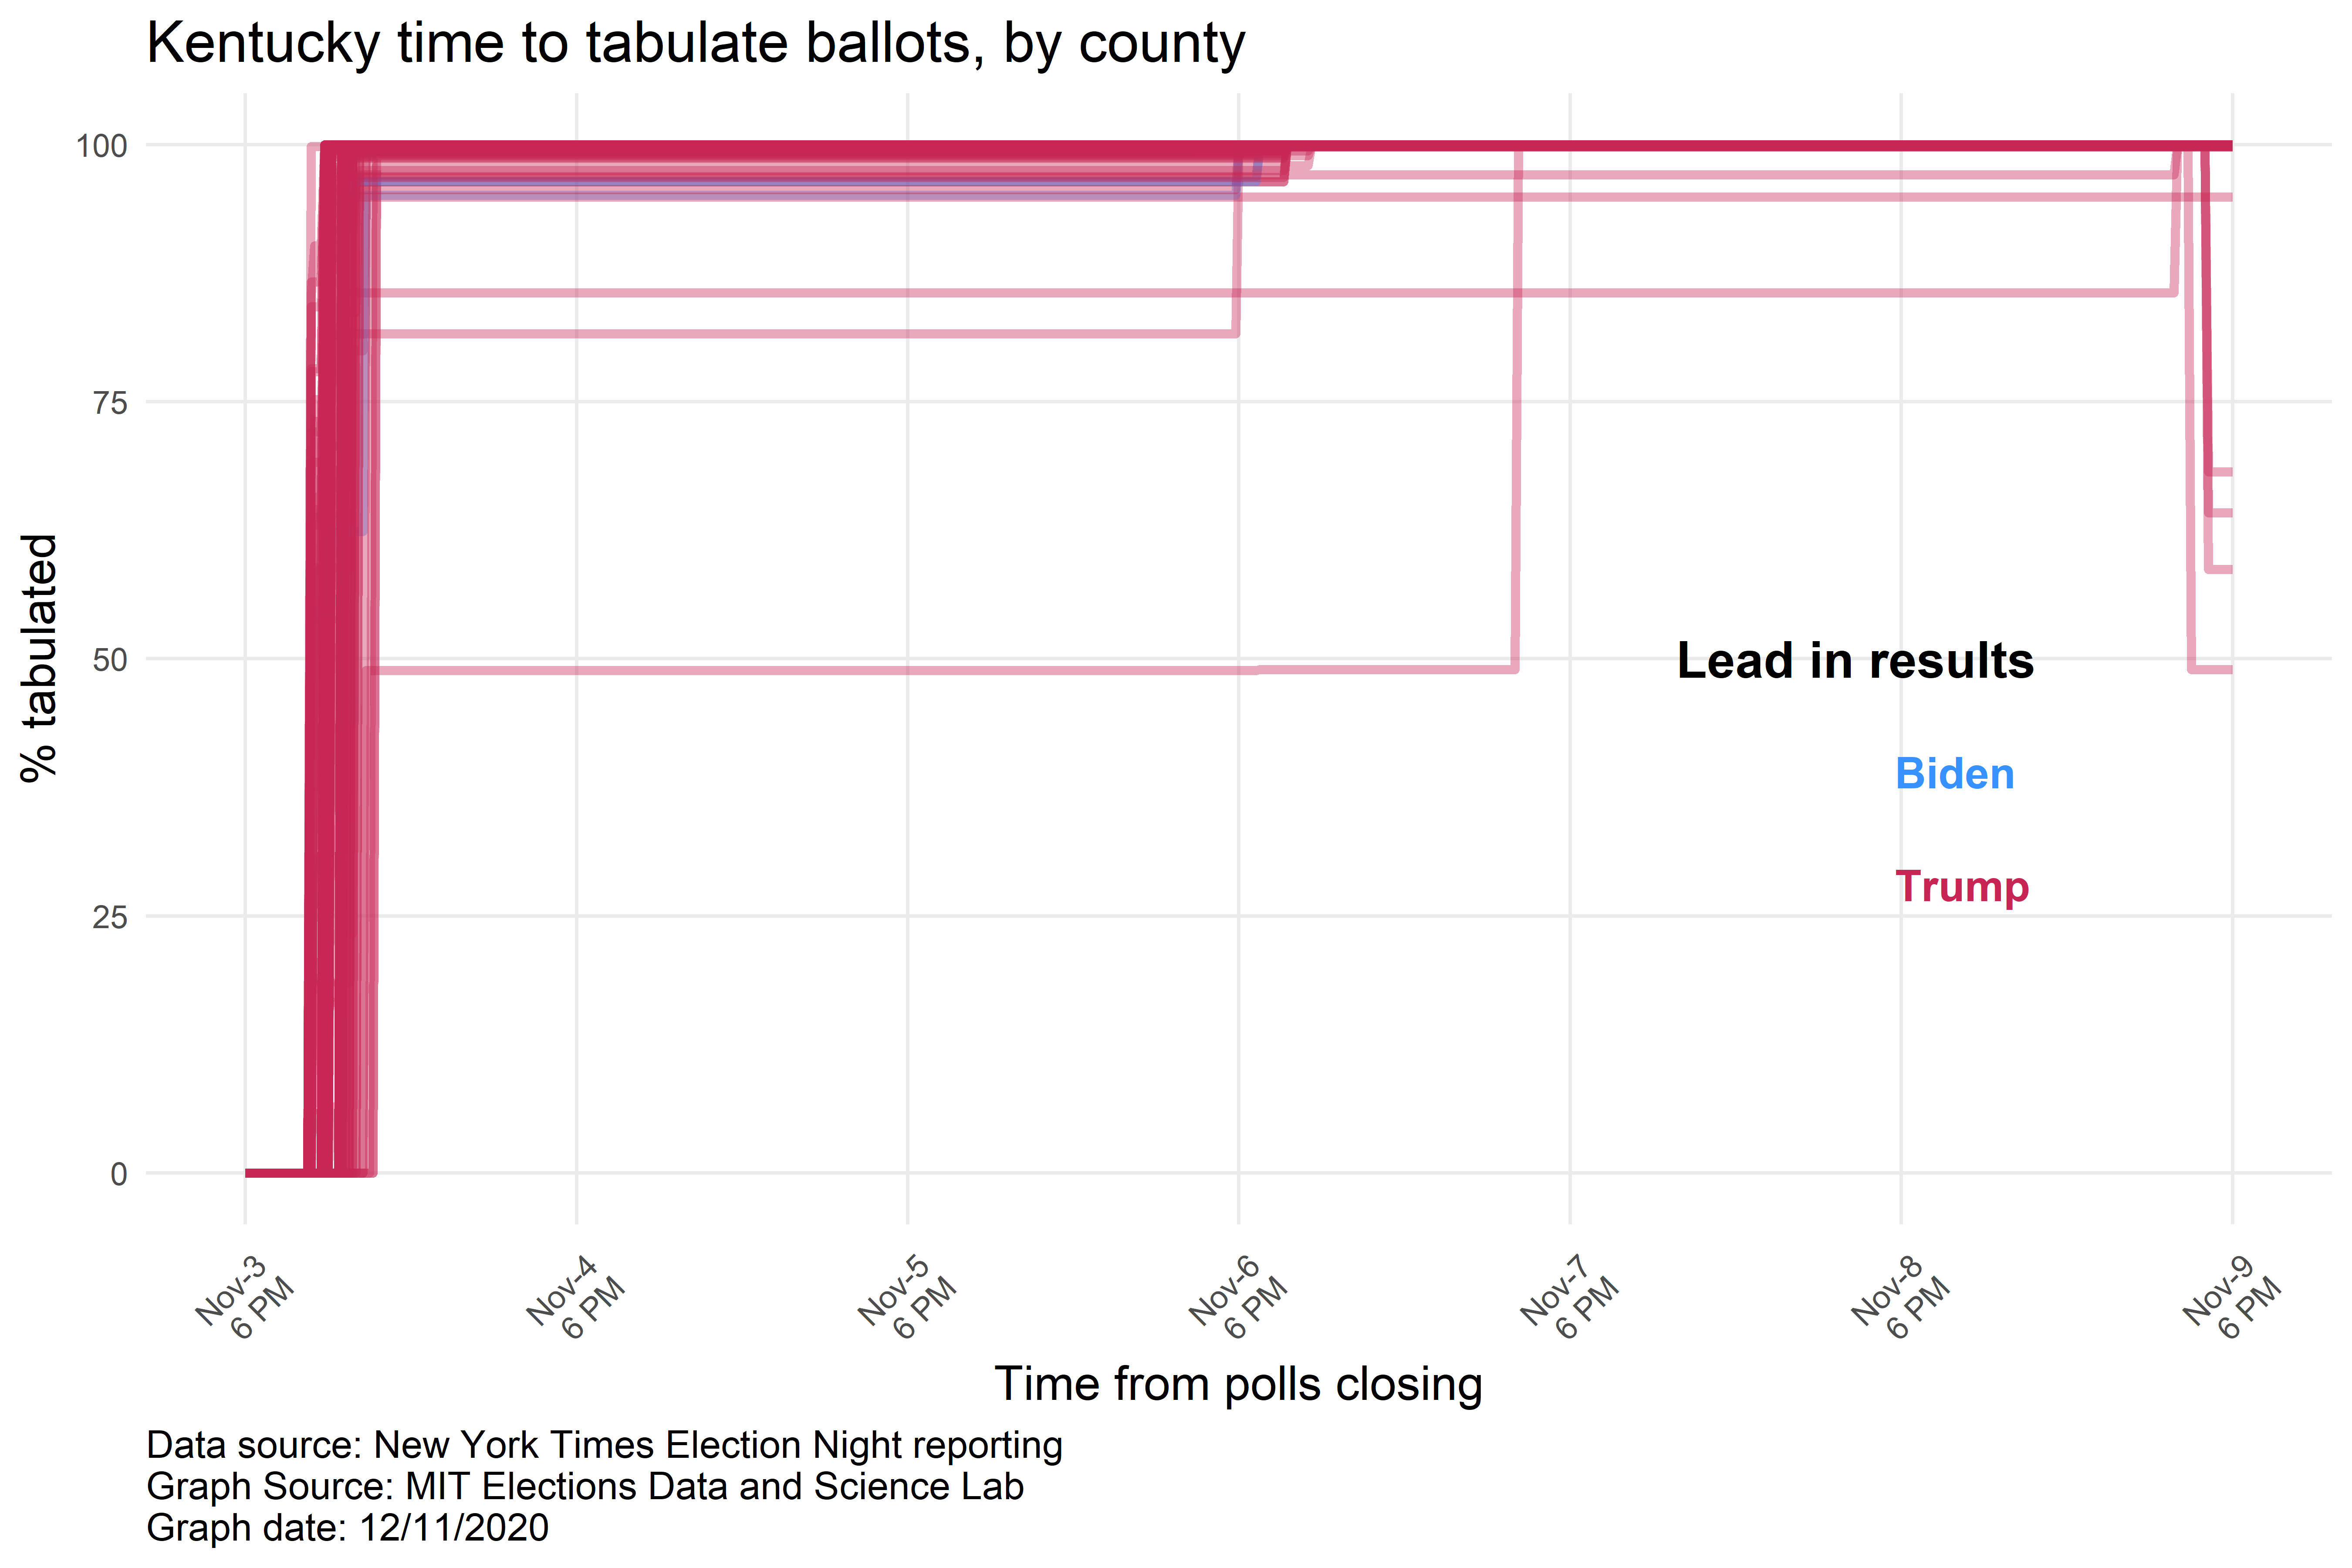 Kentucky time to tabulate ballots, by county
100
75
50
25
0
% tabulated
Lead in results
Biden
Trump
Nov-3
6 PM
Nov-4
6 PM
Nov-5
6 PM
Nov-6
6 PM
Nov-7
6 PM
Nov-8
6 PM
Nov-9
6 PM
Time from polls closing
Data source: New York Times Election Night reporting
Graph Source: MIT Elections Data and Science Lab
Graph date: 12/11/2020